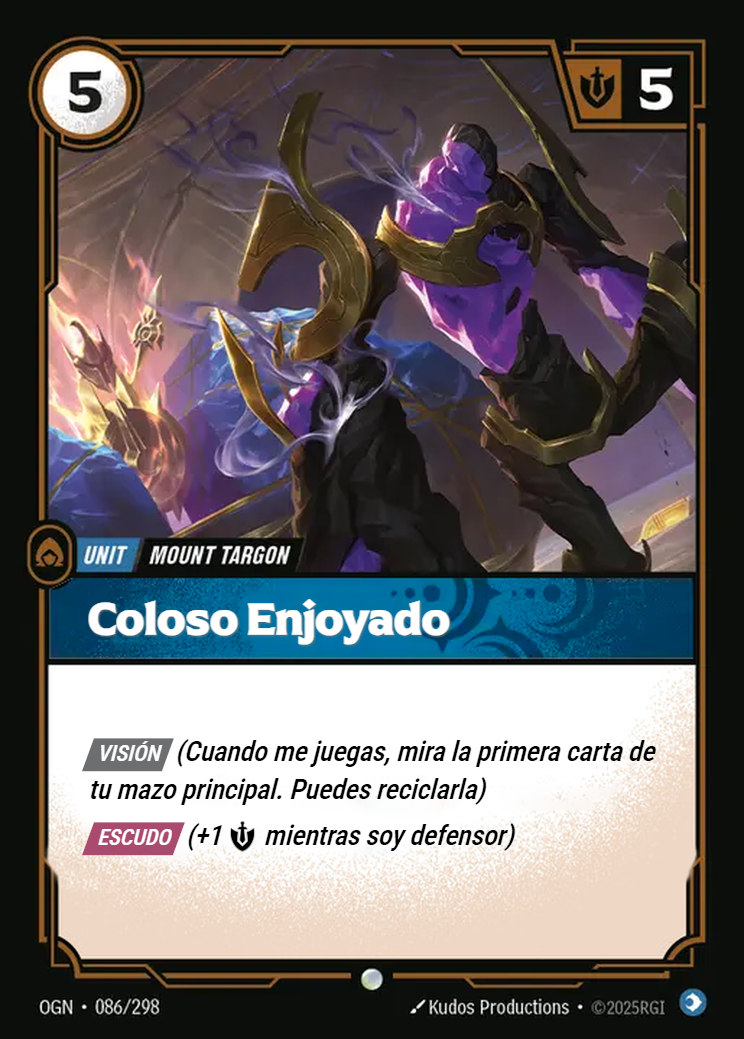 5
5
UNIT MOUNT TARGON
Coloso Enjoyado
VISIÓN (Cuando me juegas, mira la primera carta de
tu mazo principal. Puedes reciclarla)
ESCUDO (+1 mientras soy defensor)
OGN • 086/298 Kudos Productions • ©2025RGI